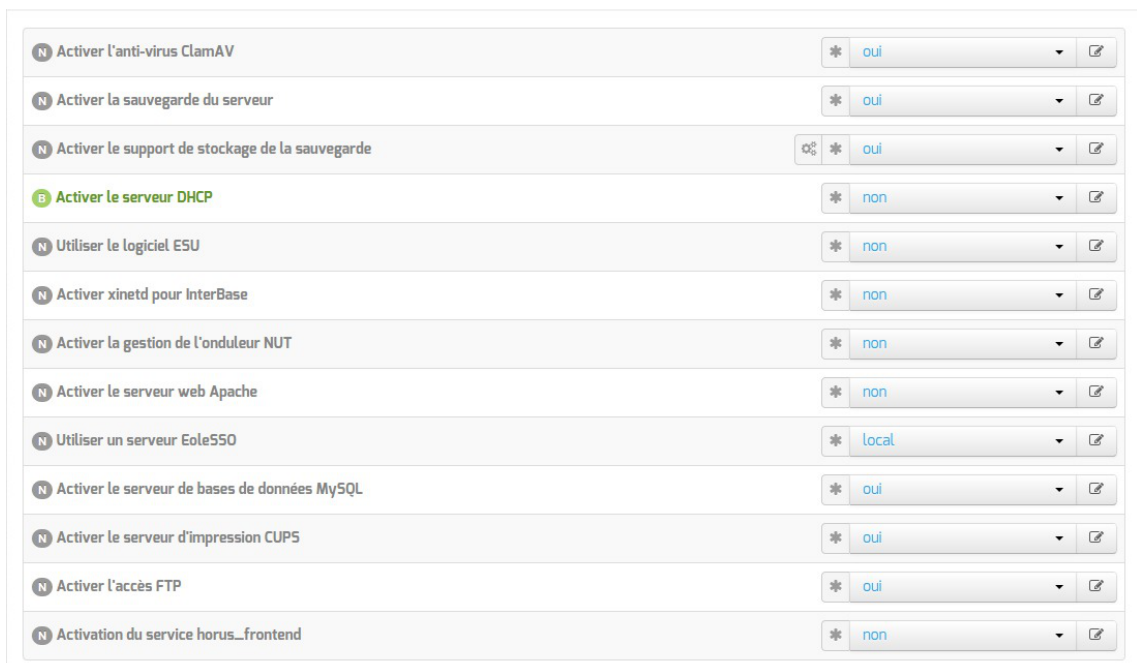 N Activer l'anti-virus ClamAV * oui
N Activer la sauvegarde du serveur * oui
N Activer le support de stockage de la sauvegarde * oui
B Activer le serveur DHCP * non
N Utiliser le logiciel ESU * non
N Activer xinetd pour InterBase * non
N Activer la gestion de l'onduleur NUT * non
N Activer le serveur web Apache * non
N Utiliser un serveur EoleSSO * local
N Activer le serveur de bases de données MySQL * oui
N Activer le serveur d'impression CUPS * oui
N Activer l'accès FTP * oui
N Activation du service horus_frontend * non